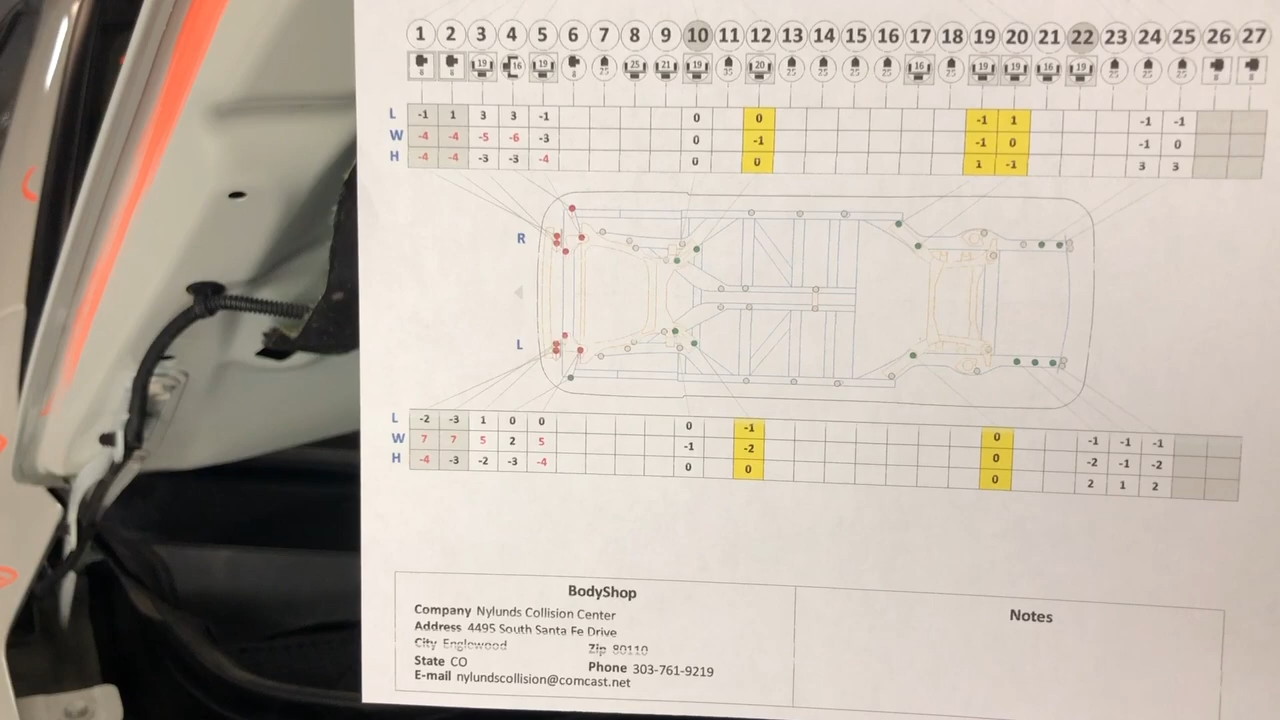 1 2 3 4 5 6 7 8 9 10 11 12 13 14 15 16 17 18 19 20 21 22 23 24 25 26 27
8 8 19 16 19 8 25 25 21 19 35 20 25 25 25 25 16 25 19 19 16 19 25 25 25 8 8
L -1 1 3 3 -1 0 0 -1 1 -1 -1
W -4 -4 -5 -6 -3 0 -1 -1 0 -1 0
H -4 -4 -3 -3 -4 0 0 1 -1 3 3
R
L
L -2 -3 1 0 0 0 -1 0 -1 -1 -1
W 7 7 5 2 5 -1 -2 0 -2 -1 -2
H -4 -3 -2 -3 -4 0 0 0 2 1 2
BodyShop
Company Nylunds Collision Center
Address 4495 South Santa Fe Drive
City Englewood Zip 80110
State CO Phone 303-761-9219
E-mail nylundscollision@comcast.net
Notes